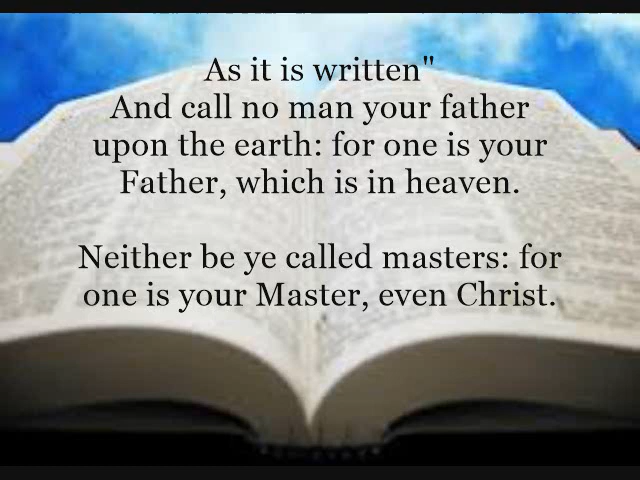 As it is written"
And call no man your father
upon the earth: for one is your
Father, which is in heaven.
Neither be ye called masters: for
one is your Master, even Christ.